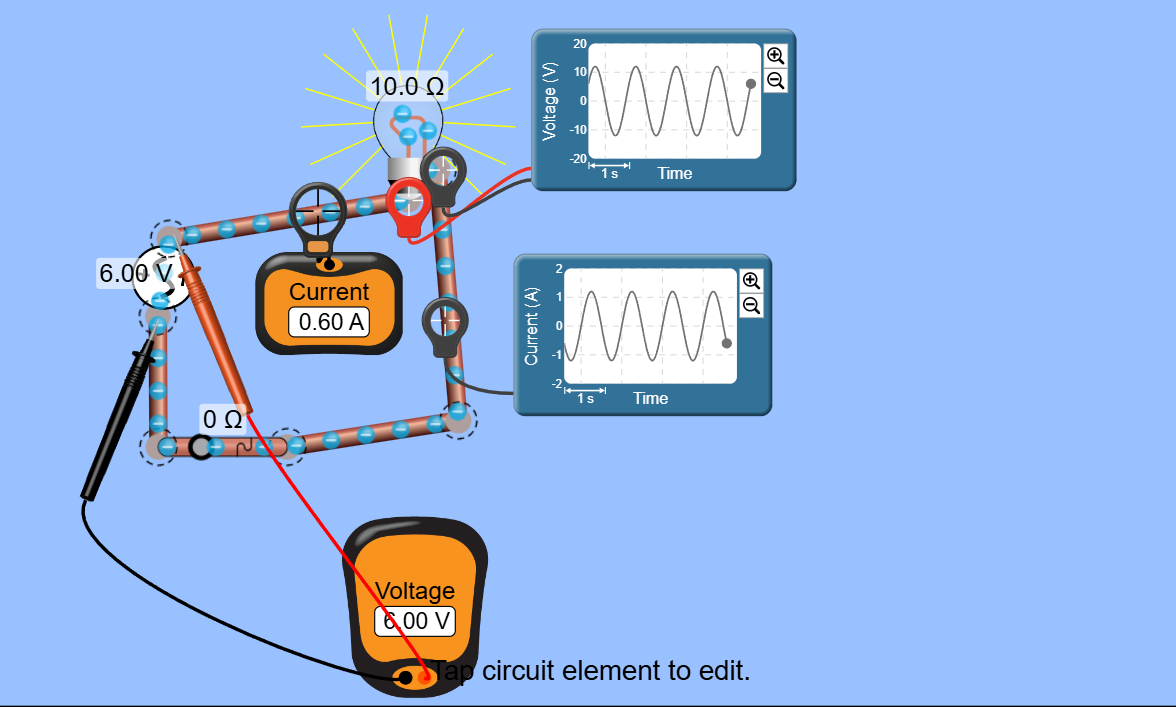 10.0 Ω
20
10
0
-10
-20
Voltage (V)
1 s
Time
6.00 V
Current
0.60 A
2
1
0
-1
-2
Current (A)
1 s
Time
0 Ω
Voltage
6.00 V
Tap circuit element to edit.